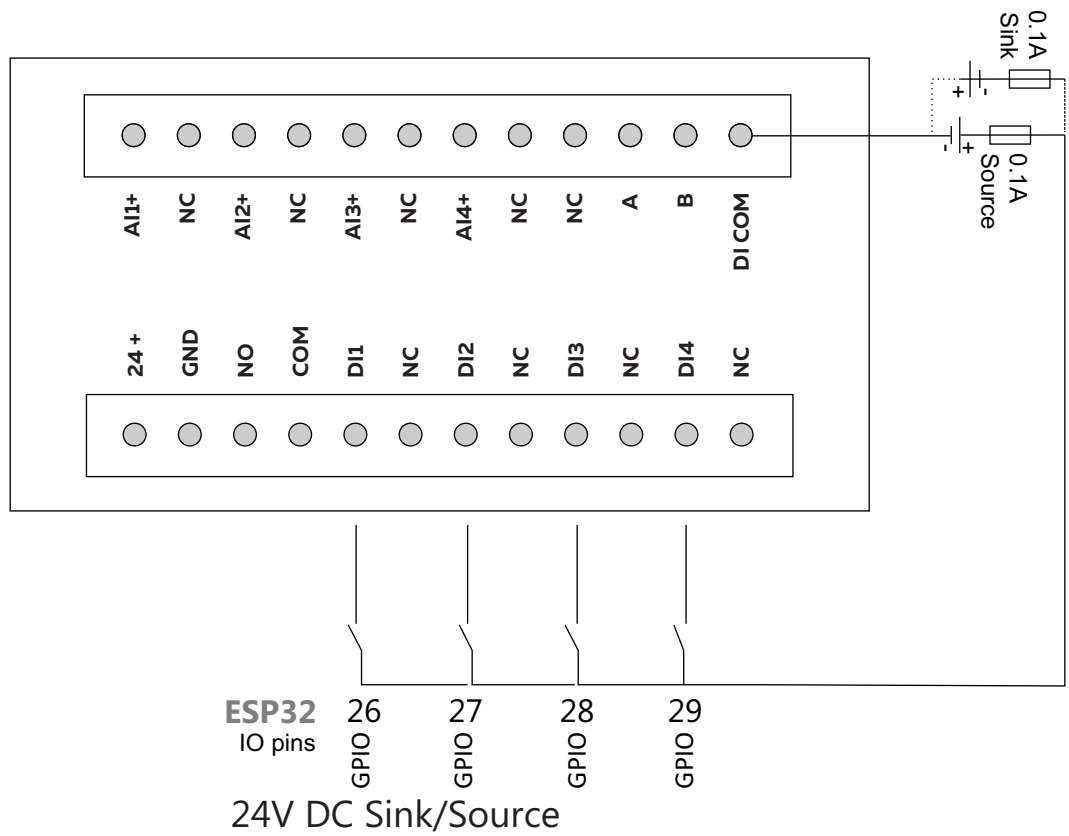 0.1A
Sink
+ -
- +
0.1A
Source
AI1+ NC AI2+ NC AI3+ NC AI4+ NC NC A B DI COM
24 + GND NO COM DI1 NC DI2 NC DI3 NC DI4 NC
ESP32 26 27 28 29
IO pins GPIO GPIO GPIO GPIO
24V DC Sink/Source